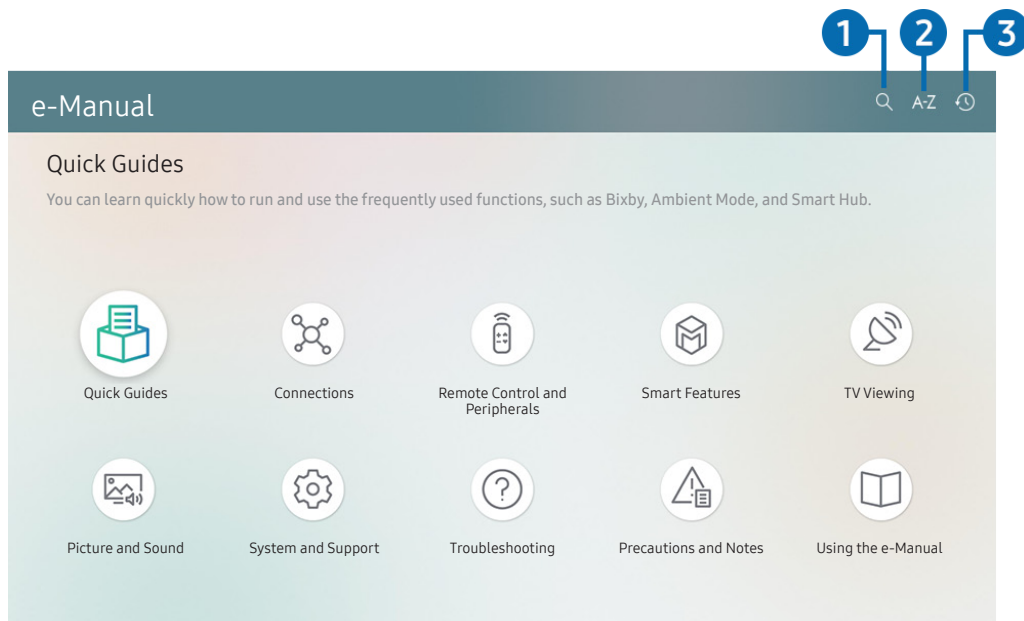 1 2 3
e-Manual
A-Z
Quick Guides
You can learn quickly how to run and use the frequently used functions, such as Bixby, Ambient Mode, and Smart Hub.
Quick Guides
Connections
Remote Control and
Peripherals
Smart Features
TV Viewing
Picture and Sound
System and Support
Troubleshooting
Precautions and Notes
Using the e-Manual